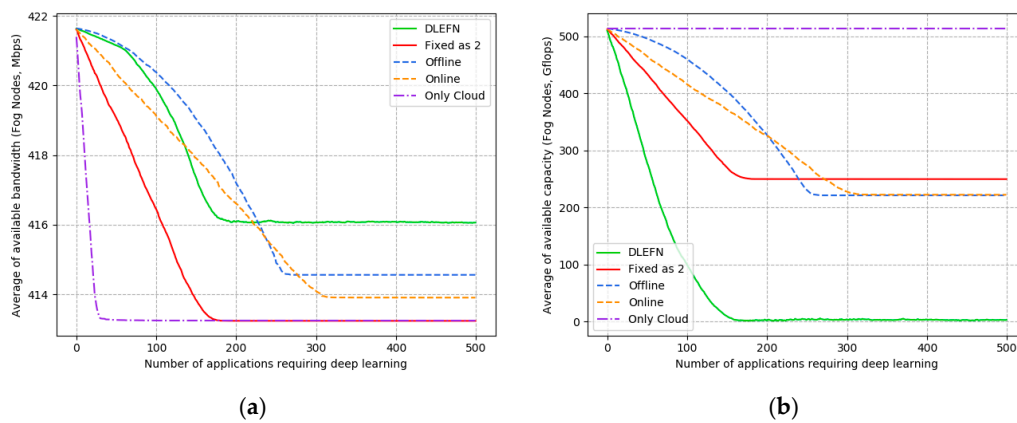 Average of available bandwidth (Fog Nodes, Mbps)
422
420
418
416
414
0
100
200
300
400
500
Number of applications requiring deep learning
DLEFN
Fixed as 2
Offline
Online
Only Cloud
(a)
Average of available capacity (Fog Nodes, Gflops)
500
400
300
200
100
0
0
100
200
300
400
500
Number of applications requiring deep learning
DLEFN
Fixed as 2
Offline
Online
Only Cloud
(b)